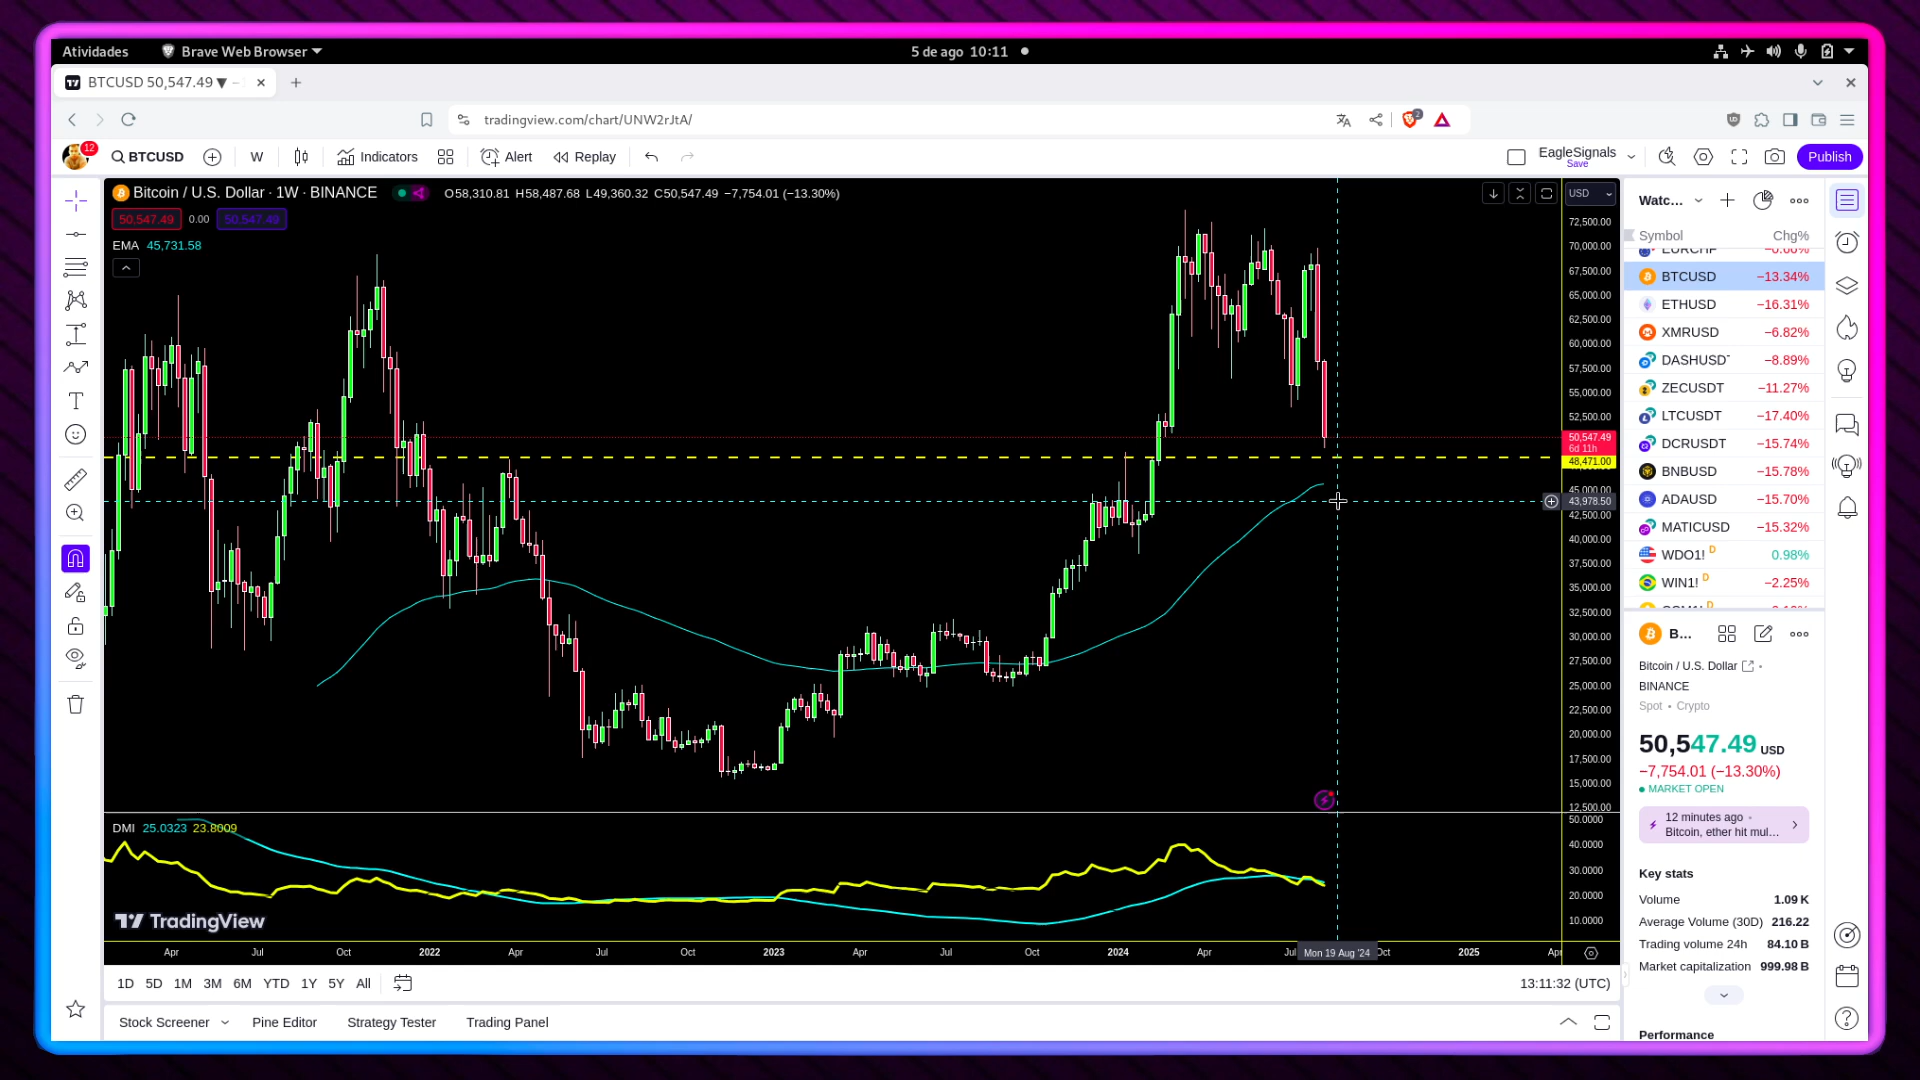 Atividades
Brave Web Browser
5 de ago 10:11
BTCUSD 50,547.49 ▼ –
tradingview.com/chart/UNW2rJtA/
2
12
BTCUSD
W
Indicators
Alert
Replay
EagleSignals
Save
Publish
Bitcoin / U.S. Dollar · 1W · BINANCE
O58,310.81 H58,487.68 L49,360.32 C50,547.49 −7,754.01 (−13.30%)
50,547.49 0.00 50,547.49
EMA 45,731.58
USD
72,500.00
70,000.00
67,500.00
65,000.00
62,500.00
60,000.00
57,500.00
55,000.00
52,500.00
50,547.49
6d 11h
48,471.00
45,000.00
43,978.50
42,500.00
40,000.00
37,500.00
35,000.00
32,500.00
30,000.00
27,500.00
25,000.00
22,500.00
20,000.00
17,500.00
15,000.00
12,500.00
DMI 25.0323 23.8009
50.0000
40.0000
30.0000
20.0000
10.0000
TradingView
Apr Jul Oct 2022 Apr Jul Oct 2023 Apr Jul Oct 2024 Apr Jul Mon 19 Aug '24 Oct 2025 Apr
1D 5D 1M 3M 6M YTD 1Y 5Y All
13:11:32 (UTC)
Stock Screener Pine Editor Strategy Tester Trading Panel
Watc...
Symbol Chg%
EURCHF −0.66%
BTCUSD −13.34%
ETHUSD −16.31%
XMRUSD −6.82%
DASHUSDT −8.89%
ZECUSDT −11.27%
LTCUSDT −17.40%
DCRUSDT −15.74%
BNBUSD −15.78%
ADAUSD −15.70%
MATICUSD −15.32%
WDO1! D 0.98%
WIN1! D −2.25%
B...
Bitcoin / U.S. Dollar
BINANCE
Spot • Crypto
50,547.49 USD
−7,754.01 (−13.30%)
MARKET OPEN
12 minutes ago
Bitcoin, ether hit mul...
Key stats
Volume 1.09 K
Average Volume (30D) 216.22
Trading volume 24h 84.10 B
Market capitalization 999.98 B
Performance